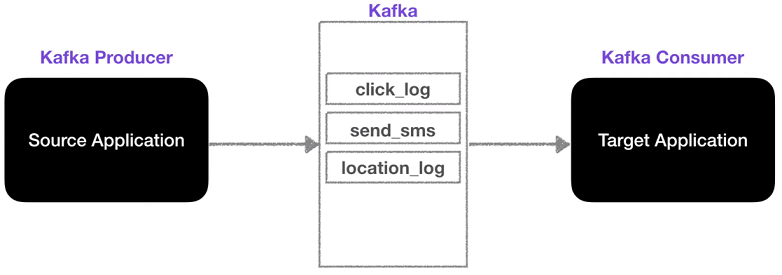 Kafka
Kafka Producer
Kafka Consumer
click_log
Source Application
send_sms
Target Application
location_log